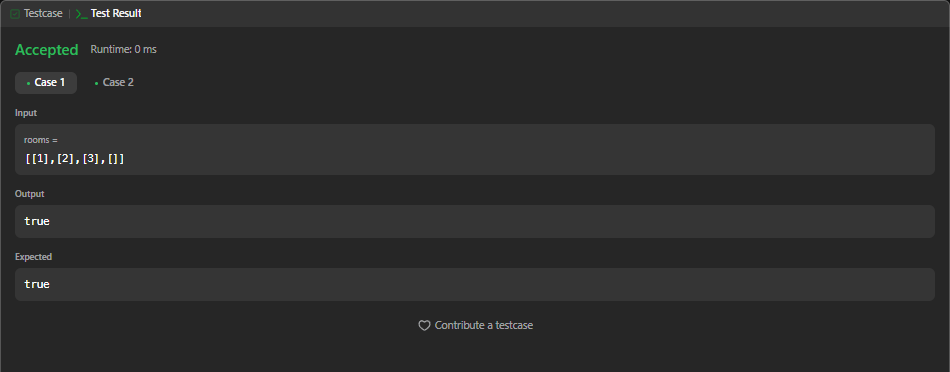 Testcase | Test Result
Accepted Runtime: 0 ms
Case 1 Case 2
Input
rooms =
[[1],[2],[3],[]]
Output
true
Expected
true
Contribute a testcase